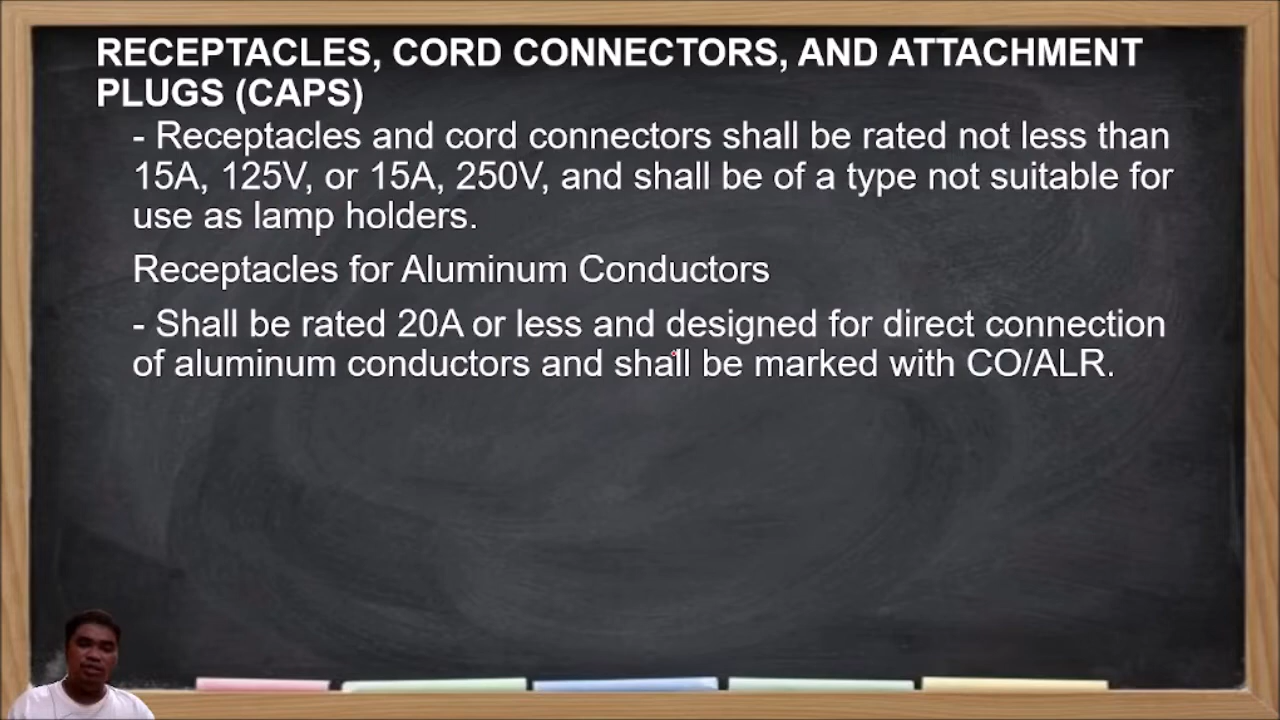 RECEPTACLES, CORD CONNECTORS, AND ATTACHMENT
PLUGS (CAPS)
- Receptacles and cord connectors shall be rated not less than
15A, 125V, or 15A, 250V, and shall be of a type not suitable for
use as lamp holders.
Receptacles for Aluminum Conductors
- Shall be rated 20A or less and designed for direct connection
of aluminum conductors and shall be marked with CO/ALR.